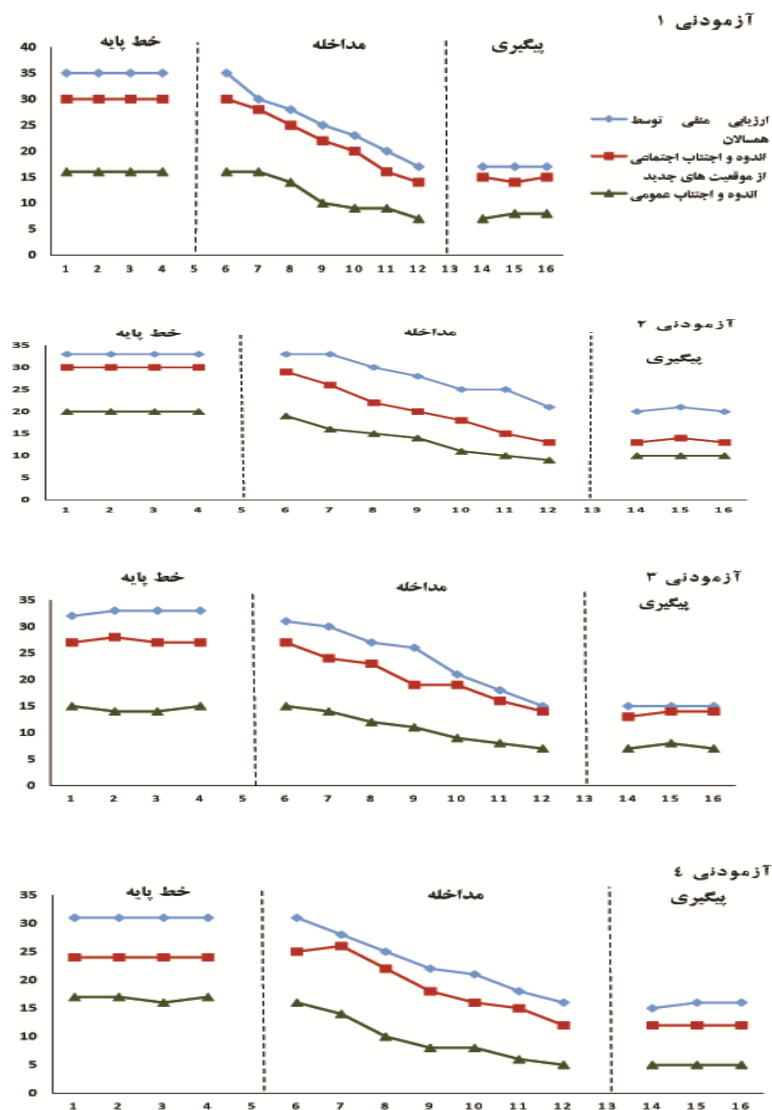 آزمودنی ۱
خط پایه
مداخله
پیگیری
40
35
30
25
20
15
10
5
0
1 2 3 4 5 6 7 8 9 10 11 12 13 14 15 16
ارزیابی منفی توسط
همسالان
اندوه و اجتناب اجتماعی
از موقعیت های جدید
اندوه و اجتناب عمومی
آزمودنی ۲
خط پایه
مداخله
پیگیری
35
30
25
20
15
10
5
0
1 2 3 4 5 6 7 8 9 10 11 12 13 14 15 16
آزمودنی ۳
خط پایه
مداخله
پیگیری
35
30
25
20
15
10
5
0
1 2 3 4 5 6 7 8 9 10 11 12 13 14 15 16
آزمودنی ٤
خط پایه
مداخله
پیگیری
35
30
25
20
15
10
5
0
1 2 3 4 5 6 7 8 9 10 11 12 13 14 15 16